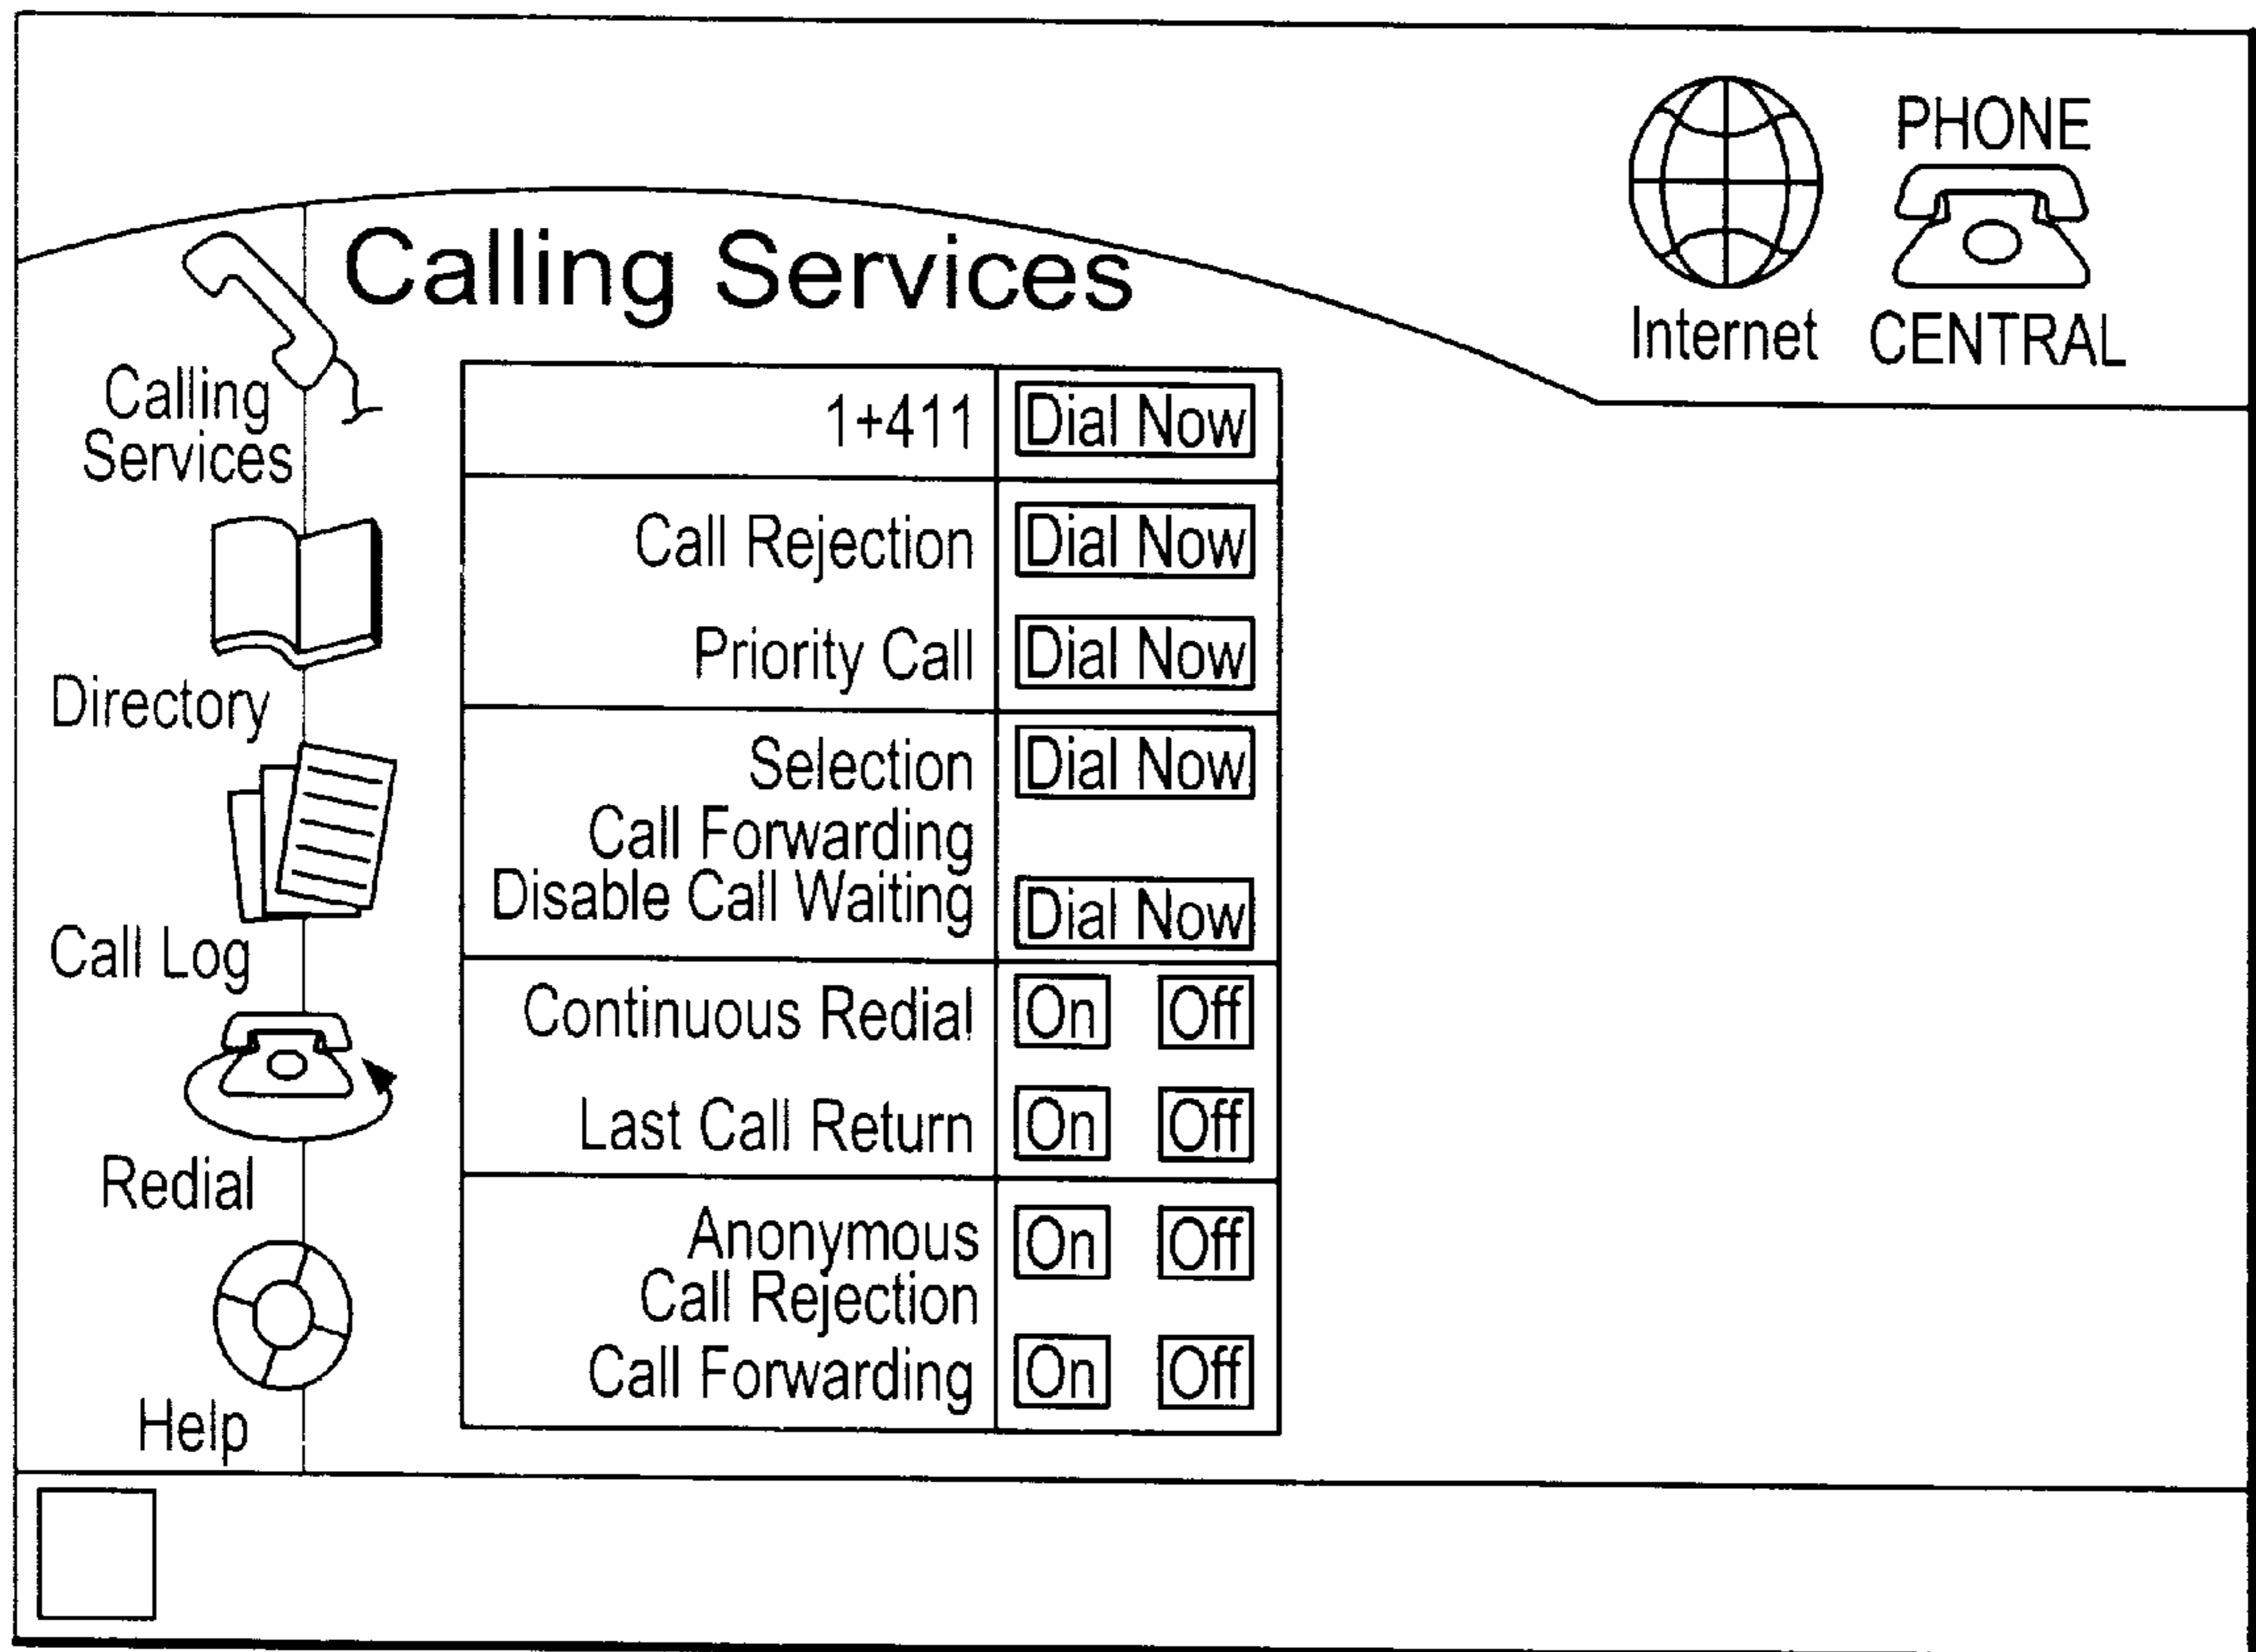 PHONE
Internet CENTRAL
Calling Services
Calling
Services
Directory
Call Log
Redial
Help
1+411 Dial Now
Call Rejection Dial Now
Priority Call Dial Now
Selection Dial Now
Call Forwarding
Disable Call Waiting Dial Now
Continuous Redial On Off
Last Call Return On Off
Anonymous On Off
Call Rejection
Call Forwarding On Off